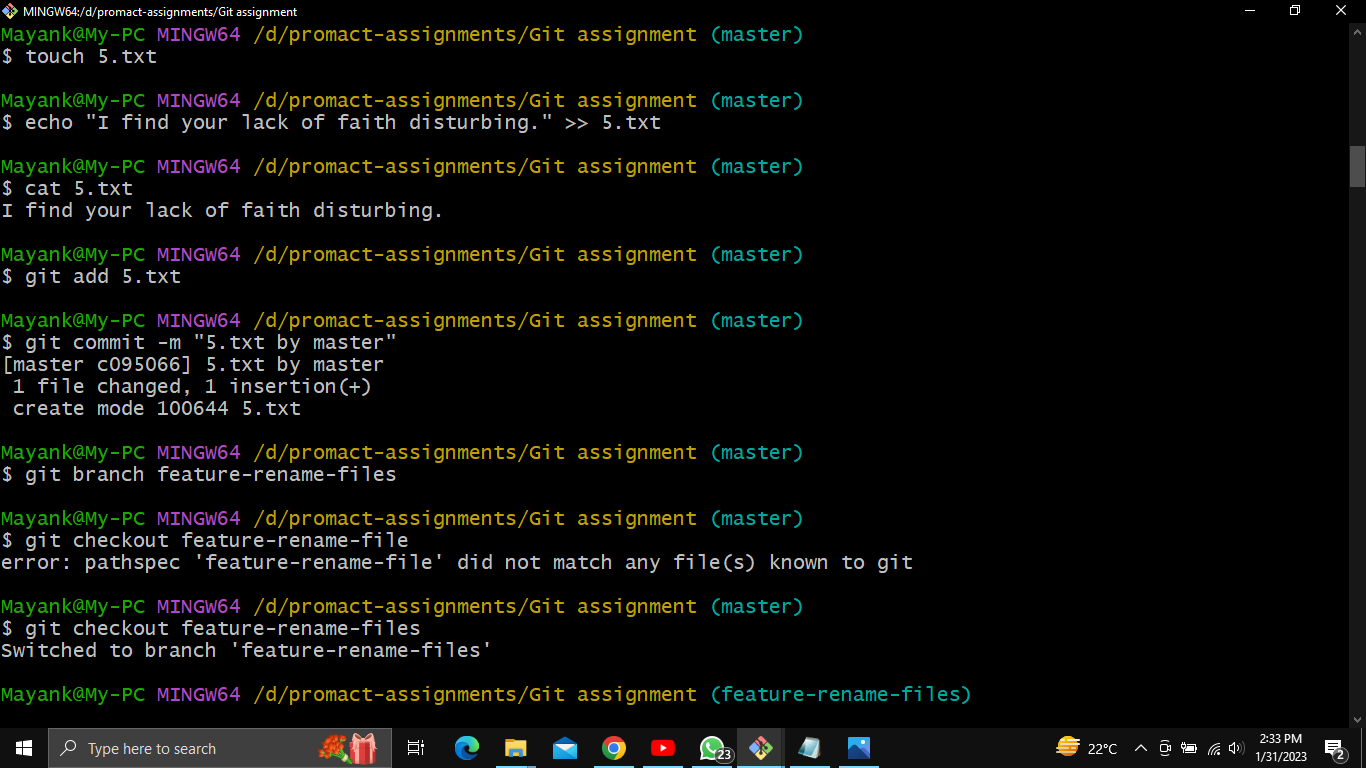 MINGW64:/d/promact-assignments/Git assignment
Mayank@My-PC MINGW64 /d/promact-assignments/Git assignment (master)
$ touch 5.txt
Mayank@My-PC MINGW64 /d/promact-assignments/Git assignment (master)
$ echo "I find your lack of faith disturbing." >> 5.txt
Mayank@My-PC MINGW64 /d/promact-assignments/Git assignment (master)
$ cat 5.txt
I find your lack of faith disturbing.
Mayank@My-PC MINGW64 /d/promact-assignments/Git assignment (master)
$ git add 5.txt
Mayank@My-PC MINGW64 /d/promact-assignments/Git assignment (master)
$ git commit -m "5.txt by master"
[master c095066] 5.txt by master
 1 file changed, 1 insertion(+)
 create mode 100644 5.txt
Mayank@My-PC MINGW64 /d/promact-assignments/Git assignment (master)
$ git branch feature-rename-files
Mayank@My-PC MINGW64 /d/promact-assignments/Git assignment (master)
$ git checkout feature-rename-file
error: pathspec 'feature-rename-file' did not match any file(s) known to git
Mayank@My-PC MINGW64 /d/promact-assignments/Git assignment (master)
$ git checkout feature-rename-files
Switched to branch 'feature-rename-files'
Mayank@My-PC MINGW64 /d/promact-assignments/Git assignment (feature-rename-files)
Type here to search
23
22°C
2:33 PM
1/31/2023
2